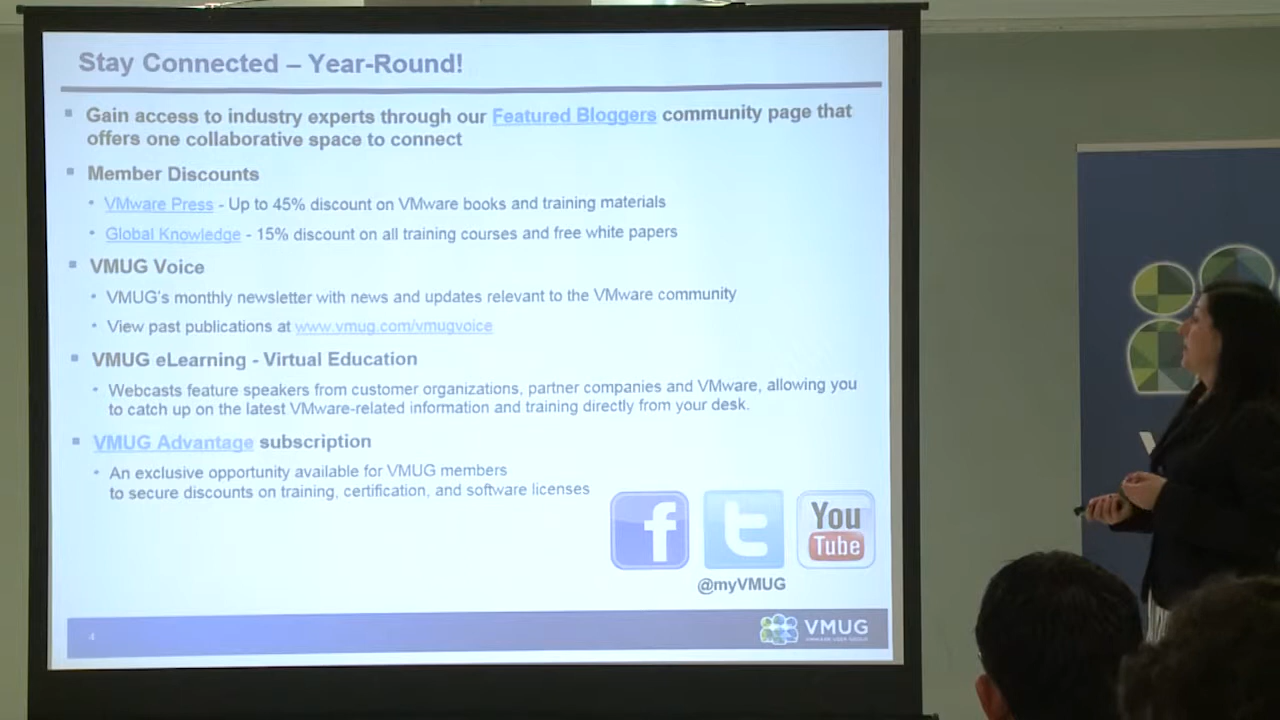 Stay Connected – Year-Round!
Gain access to industry experts through our Featured Bloggers community page that
offers one collaborative space to connect
Member Discounts
VMware Press - Up to 45% discount on VMware books and training materials
Global Knowledge - 15% discount on all training courses and free white papers
VMUG Voice
VMUG's monthly newsletter with news and updates relevant to the VMware community
View past publications at www.vmug.com/vmugvoice
VMUG eLearning - Virtual Education
Webcasts feature speakers from customer organizations, partner companies and VMware, allowing you
to catch up on the latest VMware-related information and training directly from your desk.
VMUG Advantage subscription
An exclusive opportunity available for VMUG members
to secure discounts on training, certification, and software licenses
f
t
You
Tube
@myVMUG
4
VMUG